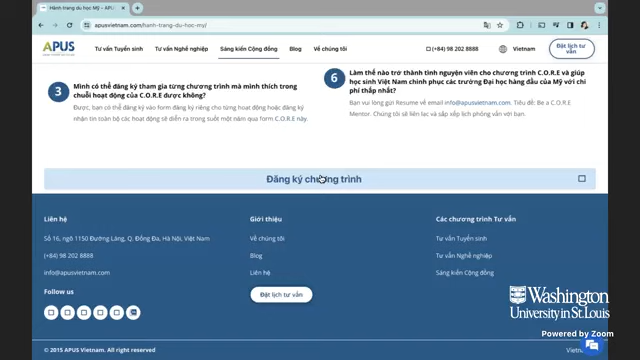 Hành trang du học Mỹ – APUS
apusvietnam.com/hanh-trang-du-hoc-my/
APUS
Tư vấn Tuyển sinh
Tư vấn Nghề nghiệp
Sáng kiến Cộng đồng
Blog
Về chúng tôi
(+84) 98 202 8888
Vietnam
Đặt lịch tư vấn
3
Mình có thể đăng ký tham gia từng chương trình mà mình thích trong
chuỗi hoạt động của C.O.R.E được không?
Được, bạn có thể đăng ký vào form đăng ký riêng cho từng hoạt động hoặc đăng ký
nhận tin toàn bộ các hoạt động sẽ diễn ra trong suốt một năm qua form C.O.R.E này.
6
Làm thế nào trở thành tình nguyện viên cho chương trình C.O.R.E và giúp
học sinh Việt Nam chinh phục các trường Đại học hàng đầu của Mỹ với chi
phí thấp nhất?
Bạn vui lòng gửi Resume về email info@apusvietnam.com. Tiêu đề: Be a C.O.R.E
Mentor. Chúng tôi sẽ liên lạc và sắp xếp lịch phỏng vấn với bạn.
Đăng ký chương trình
Liên hệ
Số 16, ngõ 1150 Đường Láng, Q. Đống Đa, Hà Nội, Việt Nam
(+84) 98 202 8888
info@apusvietnam.com
Follow us
Giới thiệu
Về chúng tôi
Blog
Liên hệ
Đặt lịch tư vấn
Các chương trình Tư vấn
Tư vấn Tuyển sinh
Tư vấn Nghề nghiệp
Sáng kiến Cộng đồng
Washington
University in St. Louis
Powered by Zoom
© 2015 APUS Vietnam. All right reserved